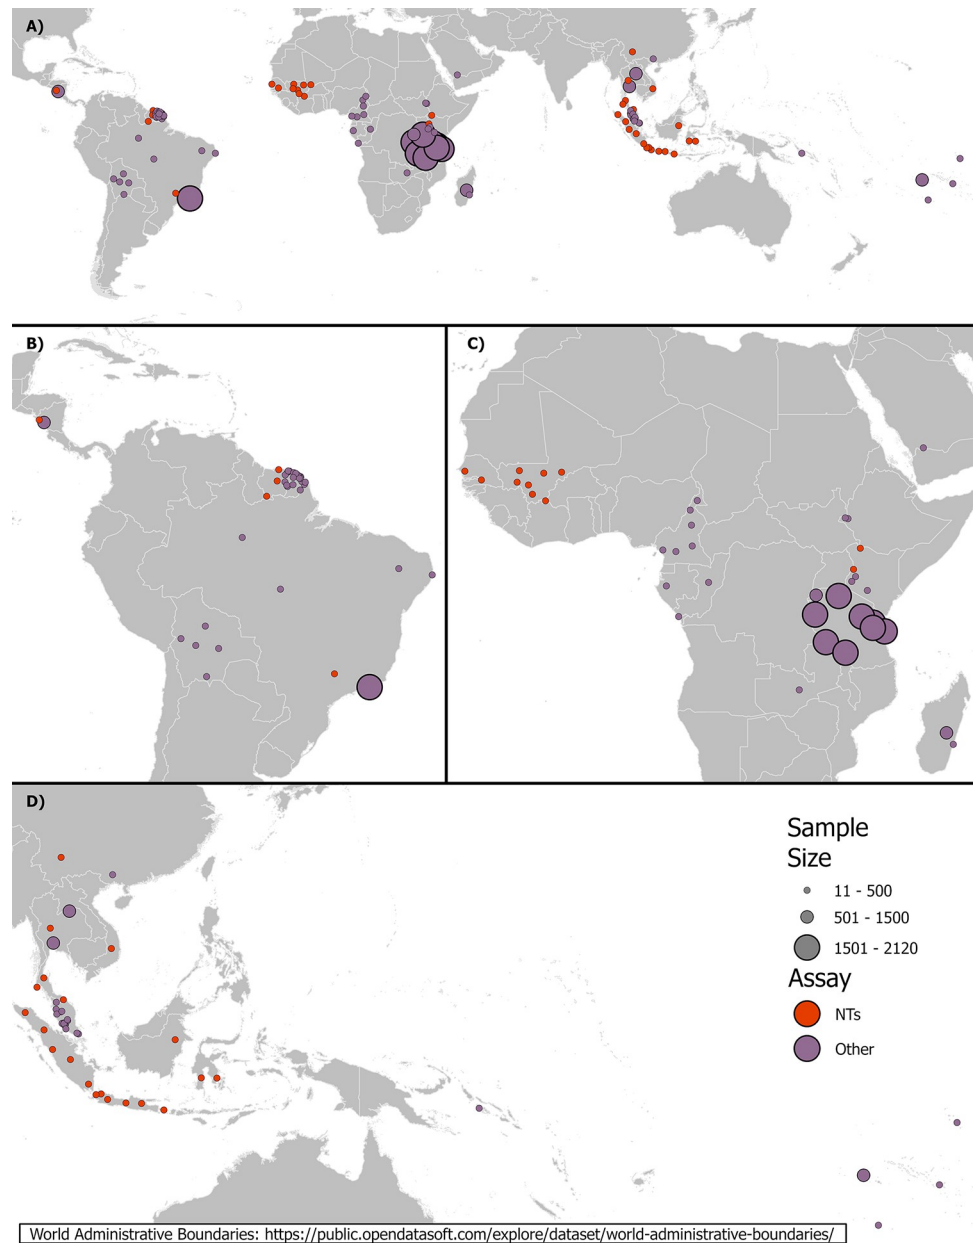 A)
B)
C)
D)
Sample
Size
11 - 500
501 - 1500
1501 - 2120
Assay
NTs
Other
World Administrative Boundaries: https://public.opendatasoft.com/explore/dataset/world-administrative-boundaries/